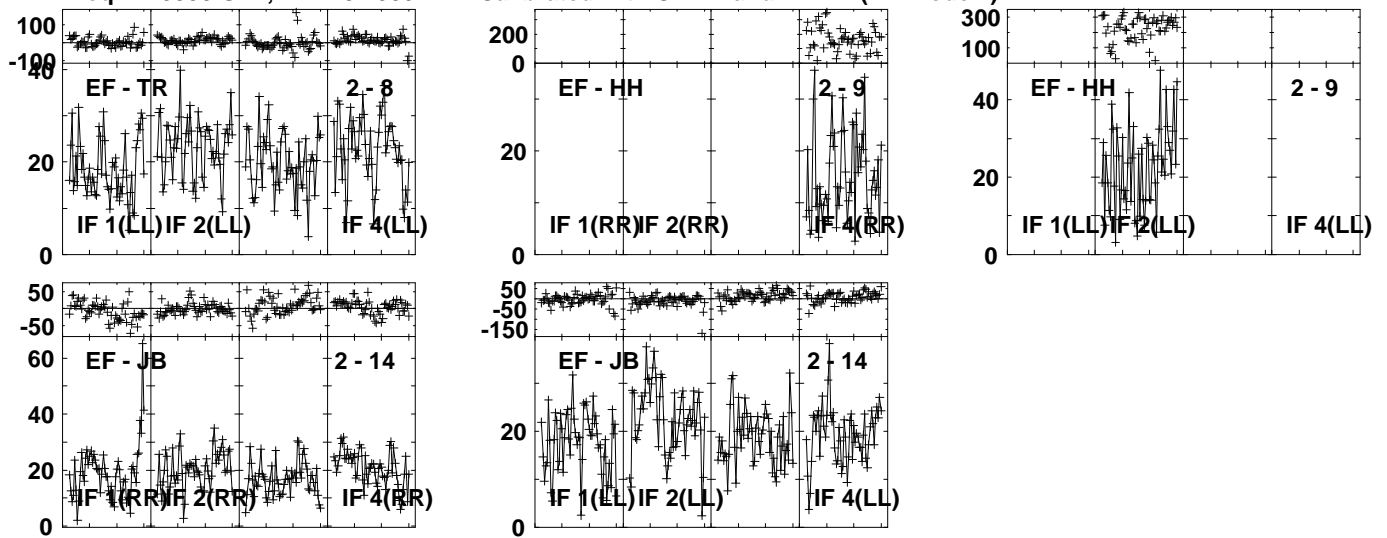 100
-100
40
20
0
EF - TR
2 - 8
IF 1(LL)
IF 2(LL)
IF 4(LL)
200
0
20
0
EF - HH
2 - 9
IF 1(RR)
IF 2(RR)
IF 4(RR)
300
100
40
20
0
EF - HH
2 - 9
IF 1(LL)
IF 2(LL)
IF 4(LL)
50
-50
60
40
20
0
EF - JB
2 - 14
IF 1(RR)
IF 2(RR)
IF 4(RR)
50
-50
-150
20
0
EF - JB
2 - 14
IF 1(LL)
IF 2(LL)
IF 4(LL)